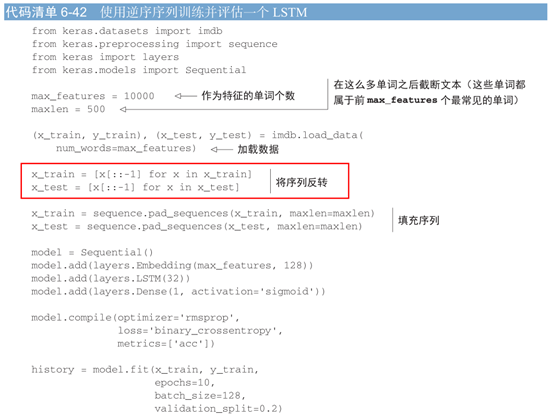 代码清单 6-42 使用逆序序列训练并评估一个 LSTM
from keras.datasets import imdb
from keras.preprocessing import sequence
from keras import layers
from keras.models import Sequential
max_features = 10000
作为特征的单词个数
在这么多单词之后截断文本（这些单词都
属于前 max_features 个最常见的单词）
maxlen = 500
(x_train, y_train), (x_test, y_test) = imdb.load_data(
num_words=max_features)
加载数据
x_train = [x[::-1] for x in x_train]
x_test = [x[::-1] for x in x_test]
将序列反转
x_train = sequence.pad_sequences(x_train, maxlen=maxlen)
x_test = sequence.pad_sequences(x_test, maxlen=maxlen)
填充序列
model = Sequential()
model.add(layers.Embedding(max_features, 128))
model.add(layers.LSTM(32))
model.add(layers.Dense(1, activation='sigmoid'))
model.compile(optimizer='rmsprop',
loss='binary_crossentropy',
metrics=['acc'])
history = model.fit(x_train, y_train,
epochs=10,
batch_size=128,
validation_split=0.2)